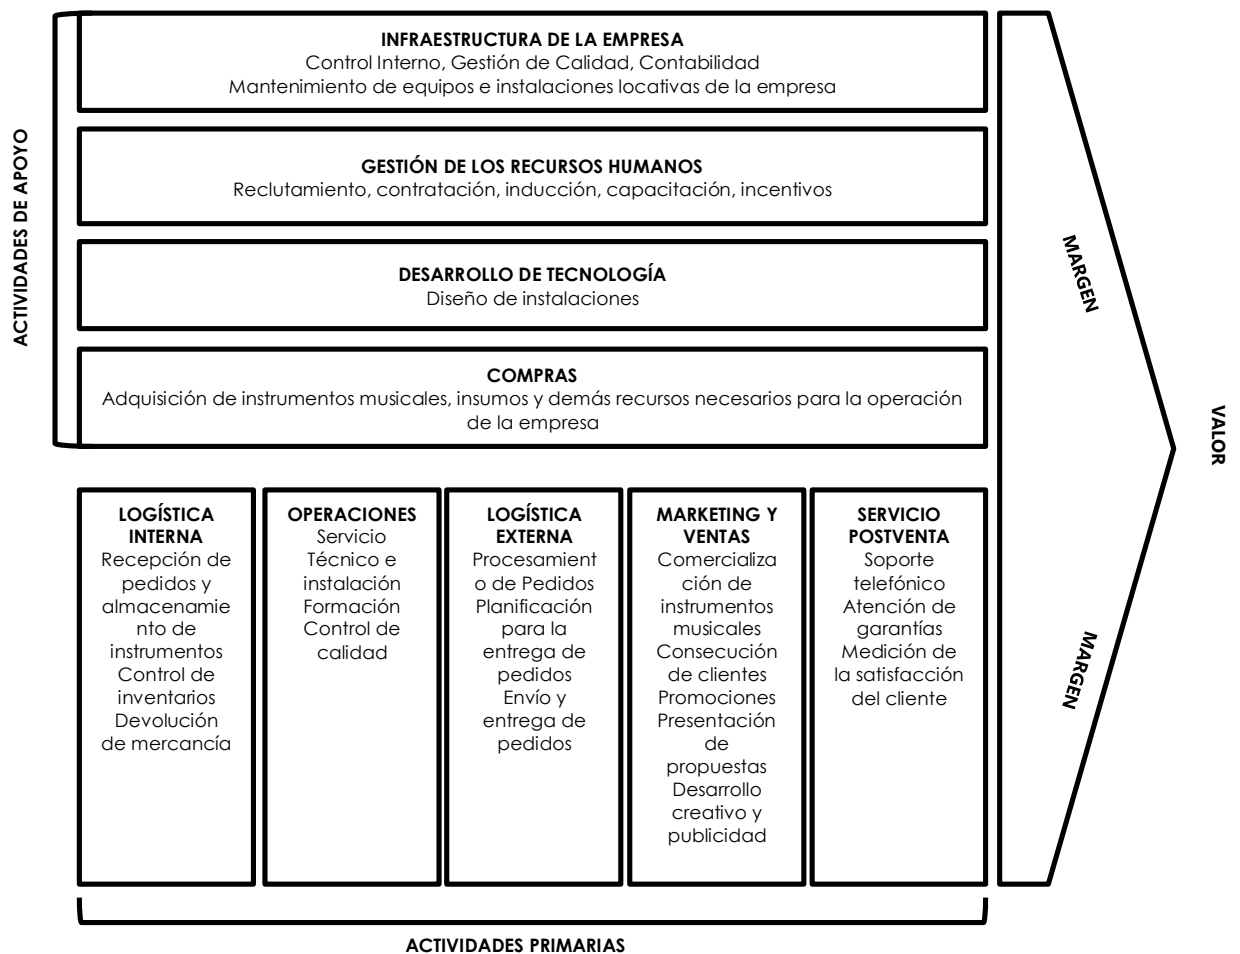 INFRAESTRUCTURA DE LA EMPRESA
Control Interno, Gestión de Calidad, Contabilidad
Mantenimiento de equipos e instalaciones locativas de la empresa
ACTIVIDADES DE APOYO
GESTIÓN DE LOS RECURSOS HUMANOS
Reclutamiento, contratación, inducción, capacitación, incentivos
DESARROLLO DE TECNOLOGÍA
Diseño de instalaciones
COMPRAS
Adquisición de instrumentos musicales, insumos y demás recursos necesarios para la operación
de la empresa
MARGEN
VALOR
MARGEN
LOGÍSTICA
INTERNA
Recepción de
pedidos y
almacenamie
nto de
instrumentos
Control de
inventarios
Devolución
de mercancía
OPERACIONES
Servicio
Técnico e
instalación
Formación
Control de
calidad
LOGÍSTICA
EXTERNA
Procesamient
o de Pedidos
Planificación
para la
entrega de
pedidos
Envío y
entrega de
pedidos
MARKETING Y
VENTAS
Comercializa
ción de
instrumentos
musicales
Consecución
de clientes
Promociones
Presentación
de
propuestas
Desarrollo
creativo y
publicidad
SERVICIO
POSTVENTA
Soporte
telefónico
Atención de
garantías
Medición de
la satisfacción
del cliente
ACTIVIDADES PRIMARIAS